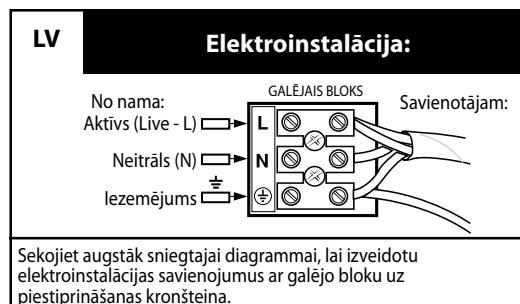 LV
Elektroinstalācija:
GALĒJAIS BLOKS
No nama:
Savienotājam:
Aktīvs (Live - L)
L
Neitrāls (N)
N
Iezemējums
Sekojiet augstāk sniegtajai diagrammai, lai izveidotu
elektroinstalācijas savienojumus ar galējo bloku uz
piestiprināšanas kronšteina.